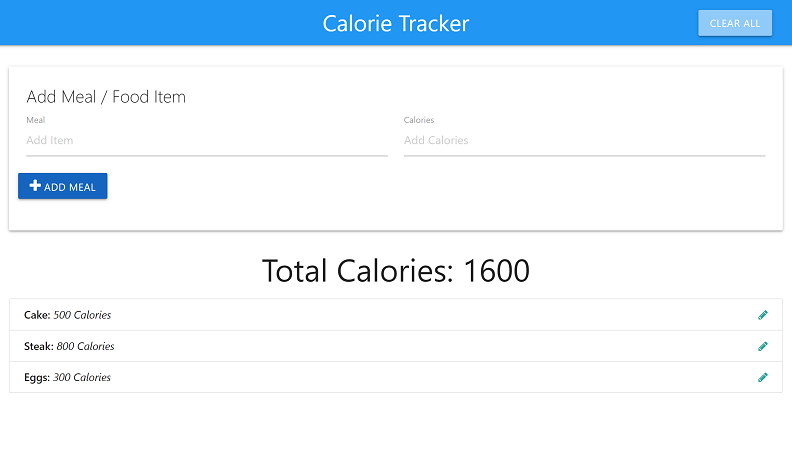 Calorie Tracker
CLEAR ALL
Add Meal / Food Item
Meal
Calories
Add Item
Add Calories
ADD MEAL
Total Calories: 1600
Cake: 500 Calories
Steak: 800 Calories
Eggs: 300 Calories